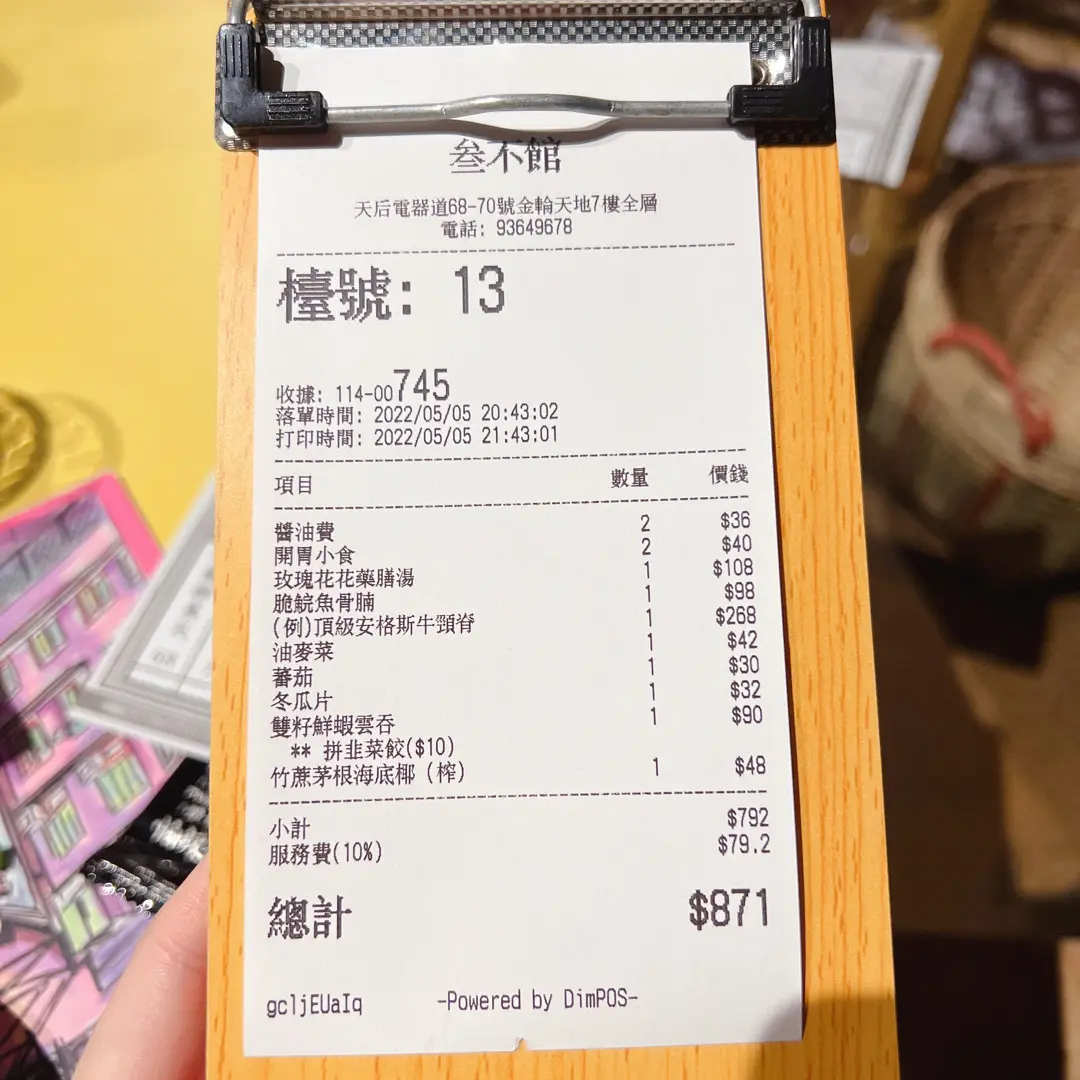 叁不館
天后電器道68-70號金輪天地7樓全層
電話: 93649678
檯號: 13
收據: 114-00745
落單時間: 2022/05/05 20:43:02
打印時間: 2022/05/05 21:43:01
項目 數量 價錢
醬油費 2 $36
開胃小食 2 $40
玫瑰花花藥膳湯 1 $108
脆鯇魚骨腩 1 $98
(例)頂級安格斯牛頸脊 1 $268
油麥菜 1 $42
蕃茄 1 $30
冬瓜片 1 $32
雙籽鮮蝦雲吞 1 $90
** 拼韭菜餃($10)
竹蔗茅根海底椰 (榨) 1 $48
小計 $792
服務費(10%) $79.2
總計 $871
gcljEUaIq -Powered by DimPOS-